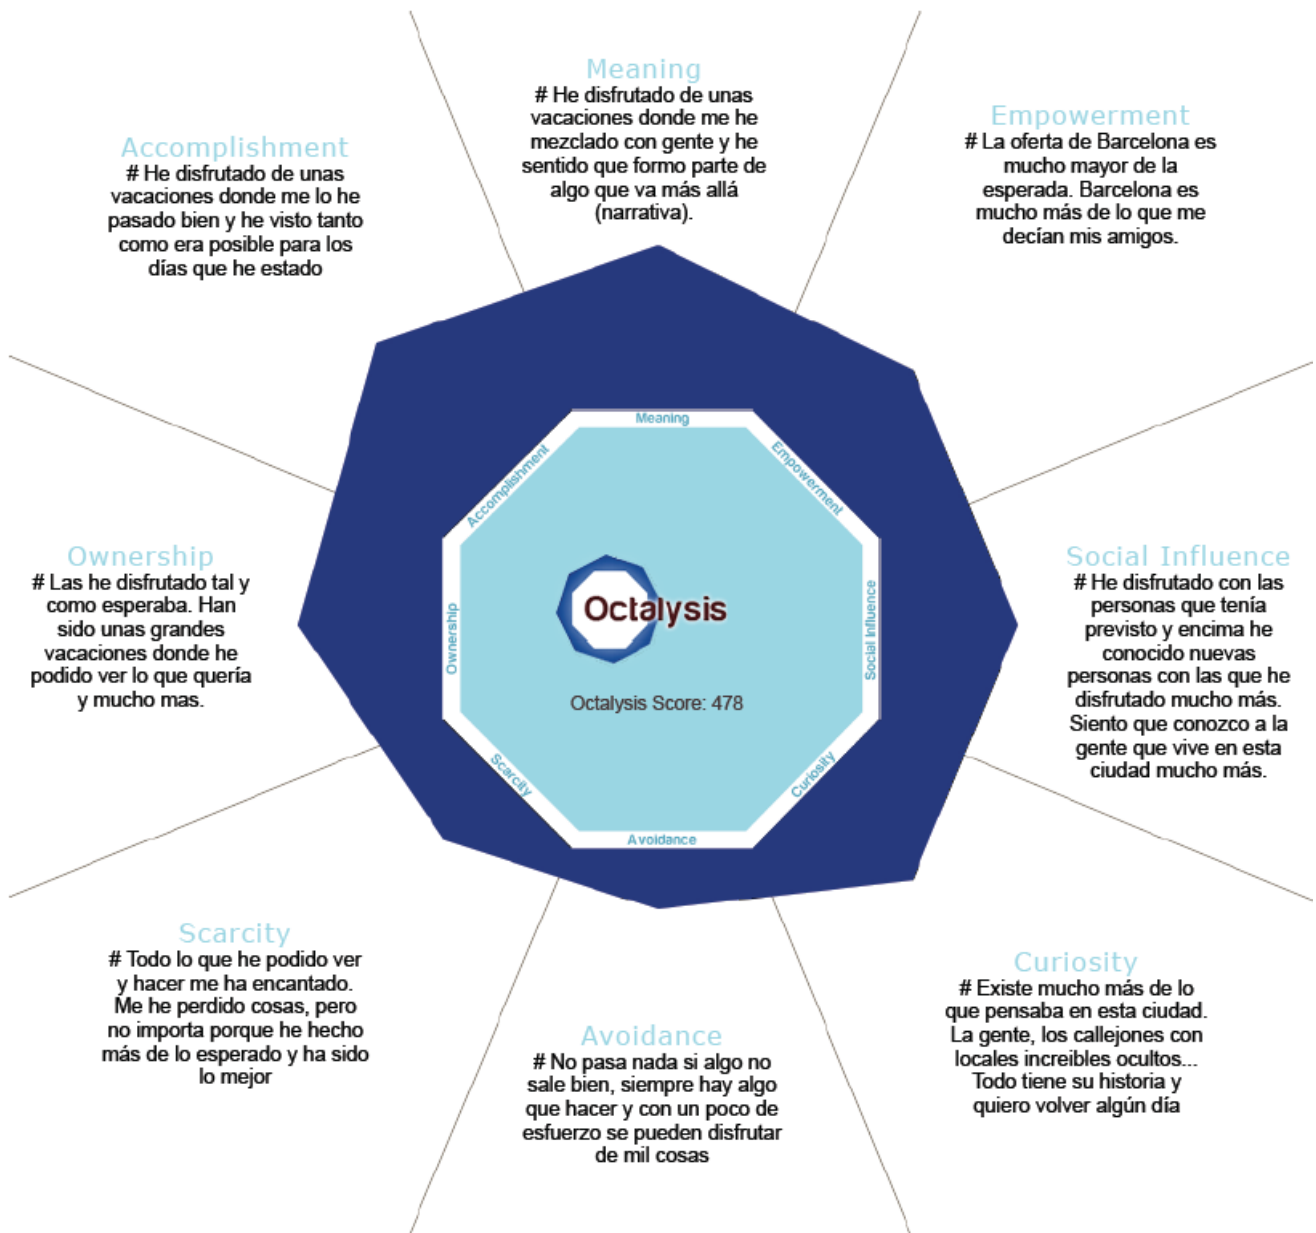 Meaning
# He disfrutado de unas
vacaciones donde me he
mezclado con gente y he
sentido que formo parte de
algo que va más allá
(narrativa).
Empowerment
# La oferta de Barcelona es
mucho mayor de la
esperada. Barcelona es
mucho más de lo que me
decían mis amigos.
Accomplishment
# He disfrutado de unas
vacaciones donde me lo he
pasado bien y he visto tanto
como era posible para los
días que he estado
Ownership
# Las he disfrutado tal y
como esperaba. Han
sido unas grandes
vacaciones donde he
podido ver lo que quería
y mucho mas.
Meaning
Accomplishment
Empowerment
Ownership
Social Influence
Scarcity
Curiosity
Avoidance
Octalysis
Octalysis Score: 478
Social Influence
# He disfrutado con las
personas que tenía
previsto y encima he
conocido nuevas
personas con las que he
disfrutado mucho más.
Siento que conozco a la
gente que vive en esta
ciudad mucho más.
Scarcity
# Todo lo que he podido ver
y hacer me ha encantado.
Me he perdido cosas, pero
no importa porque he hecho
más de lo esperado y ha sido
lo mejor
Avoidance
# No pasa nada si algo no
sale bien, siempre hay algo
que hacer y con un poco de
esfuerzo se pueden disfrutar
de mil cosas
Curiosity
# Existe mucho más de lo
que pensaba en esta ciudad.
La gente, los callejones con
locales increibles ocultos...
Todo tiene su historia y
quiero volver algún día